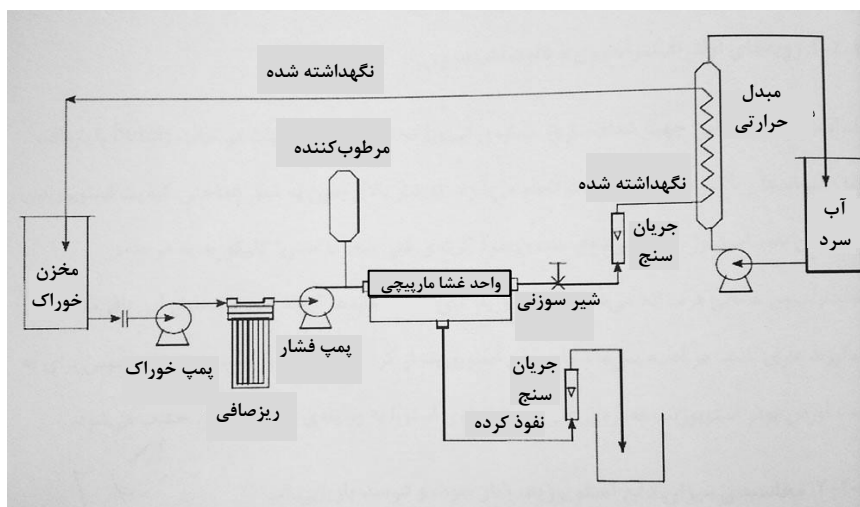 نگهداشته شده
مبدل
حرارتی
مرطوب‌کننده
نگهداشته شده
آب
سرد
جریان
سنج
مخزن
خوراک
واحد غشا مارپیچی
شیر سوزنی
پمپ فشار
پمپ خوراک
ریزصافی
جریان
سنج
نفوذ کرده